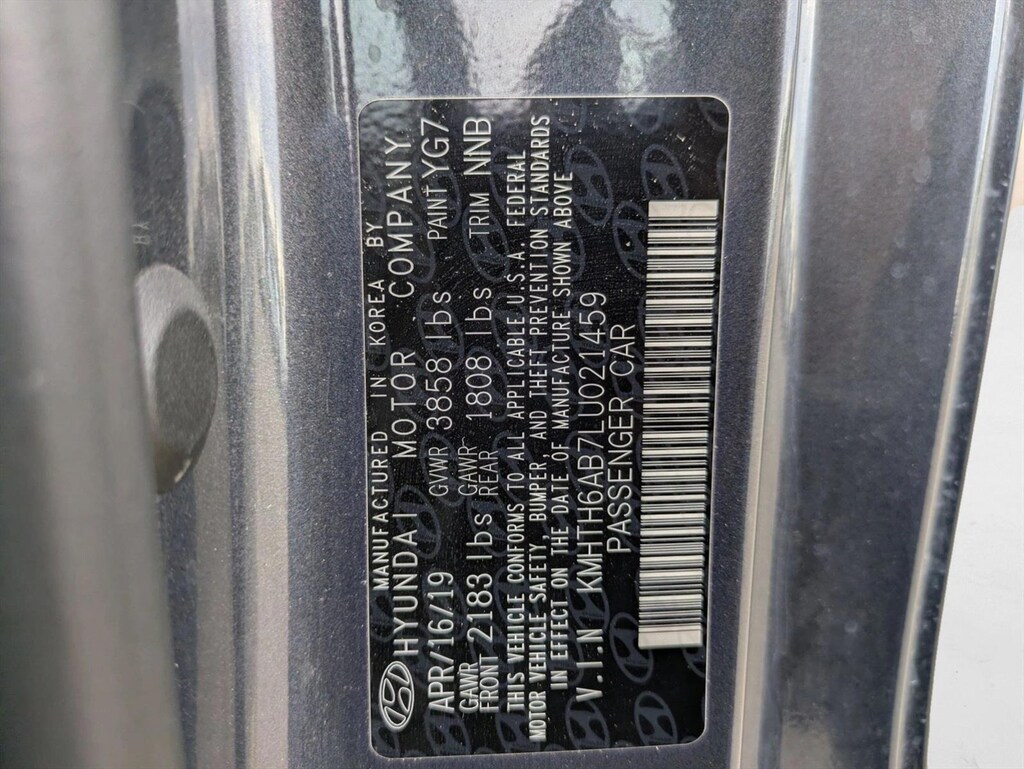 MANUFACTURED IN KOREA BY
HYUNDAI MOTOR COMPANY
APR/16/19 GVWR 3858 lbs PAINT YG7
GAWR FRONT 2183 lbs GAWR REAR 1808 lbs TRIM NNB
THIS VEHICLE CONFORMS TO ALL APPLICABLE U.S.A. FEDERAL
MOTOR VEHICLE SAFETY, BUMPER AND THEFT PREVENTION STANDARDS
IN EFFECT ON THE DATE OF MANUFACTURE SHOWN ABOVE
V.I.N KMHTH6AB7LU021459
PASSENGER CAR